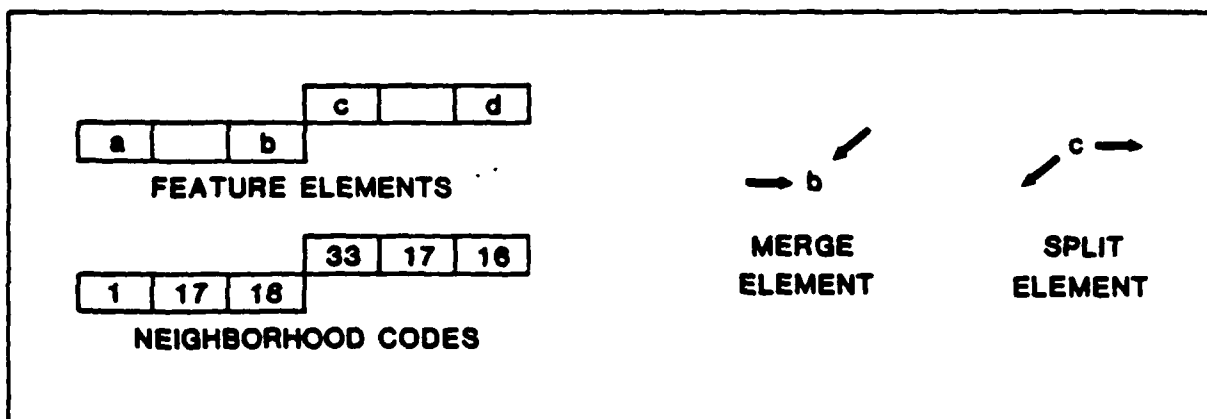 c d
a b
FEATURE ELEMENTS
33 17 16
1 17 18
NEIGHBORHOOD CODES
b
MERGE
ELEMENT
c
SPLIT
ELEMENT